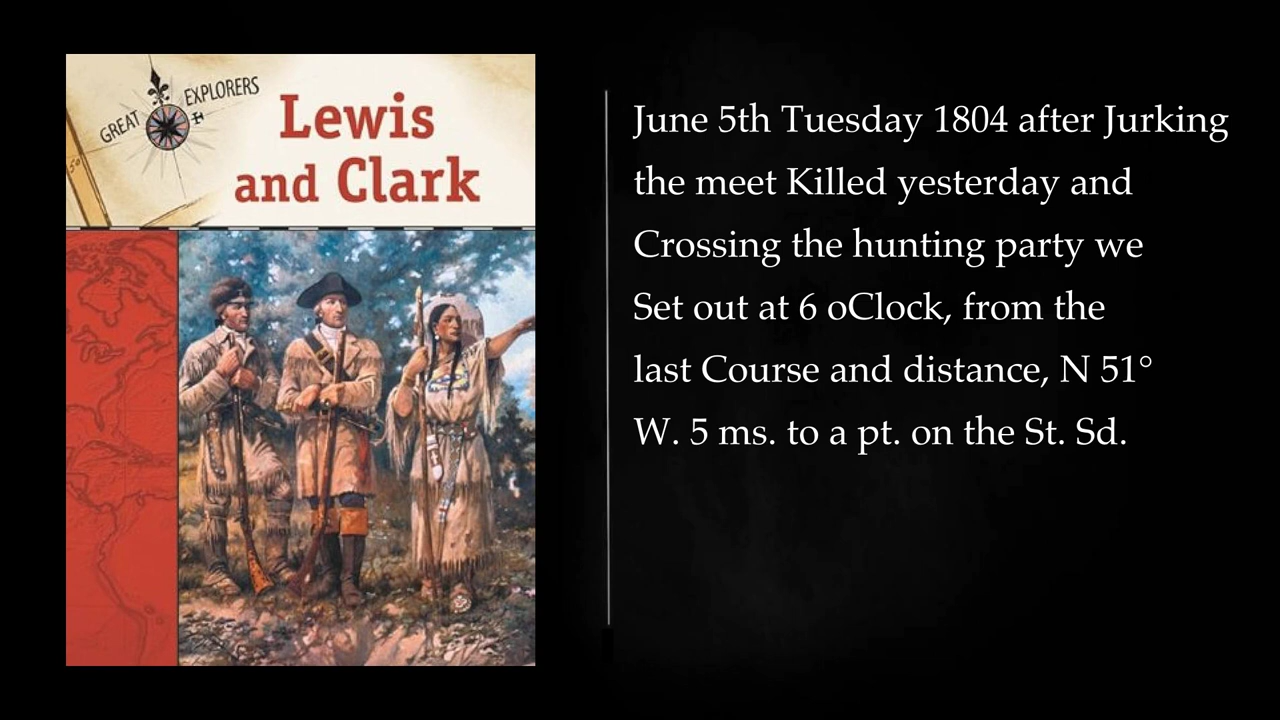 GREAT EXPLORERS
Lewis
and Clark
50
June 5th Tuesday 1804 after Jurking
the meet Killed yesterday and
Crossing the hunting party we
Set out at 6 oClock, from the
last Course and distance, N 51°
W. 5 ms. to a pt. on the St. Sd.